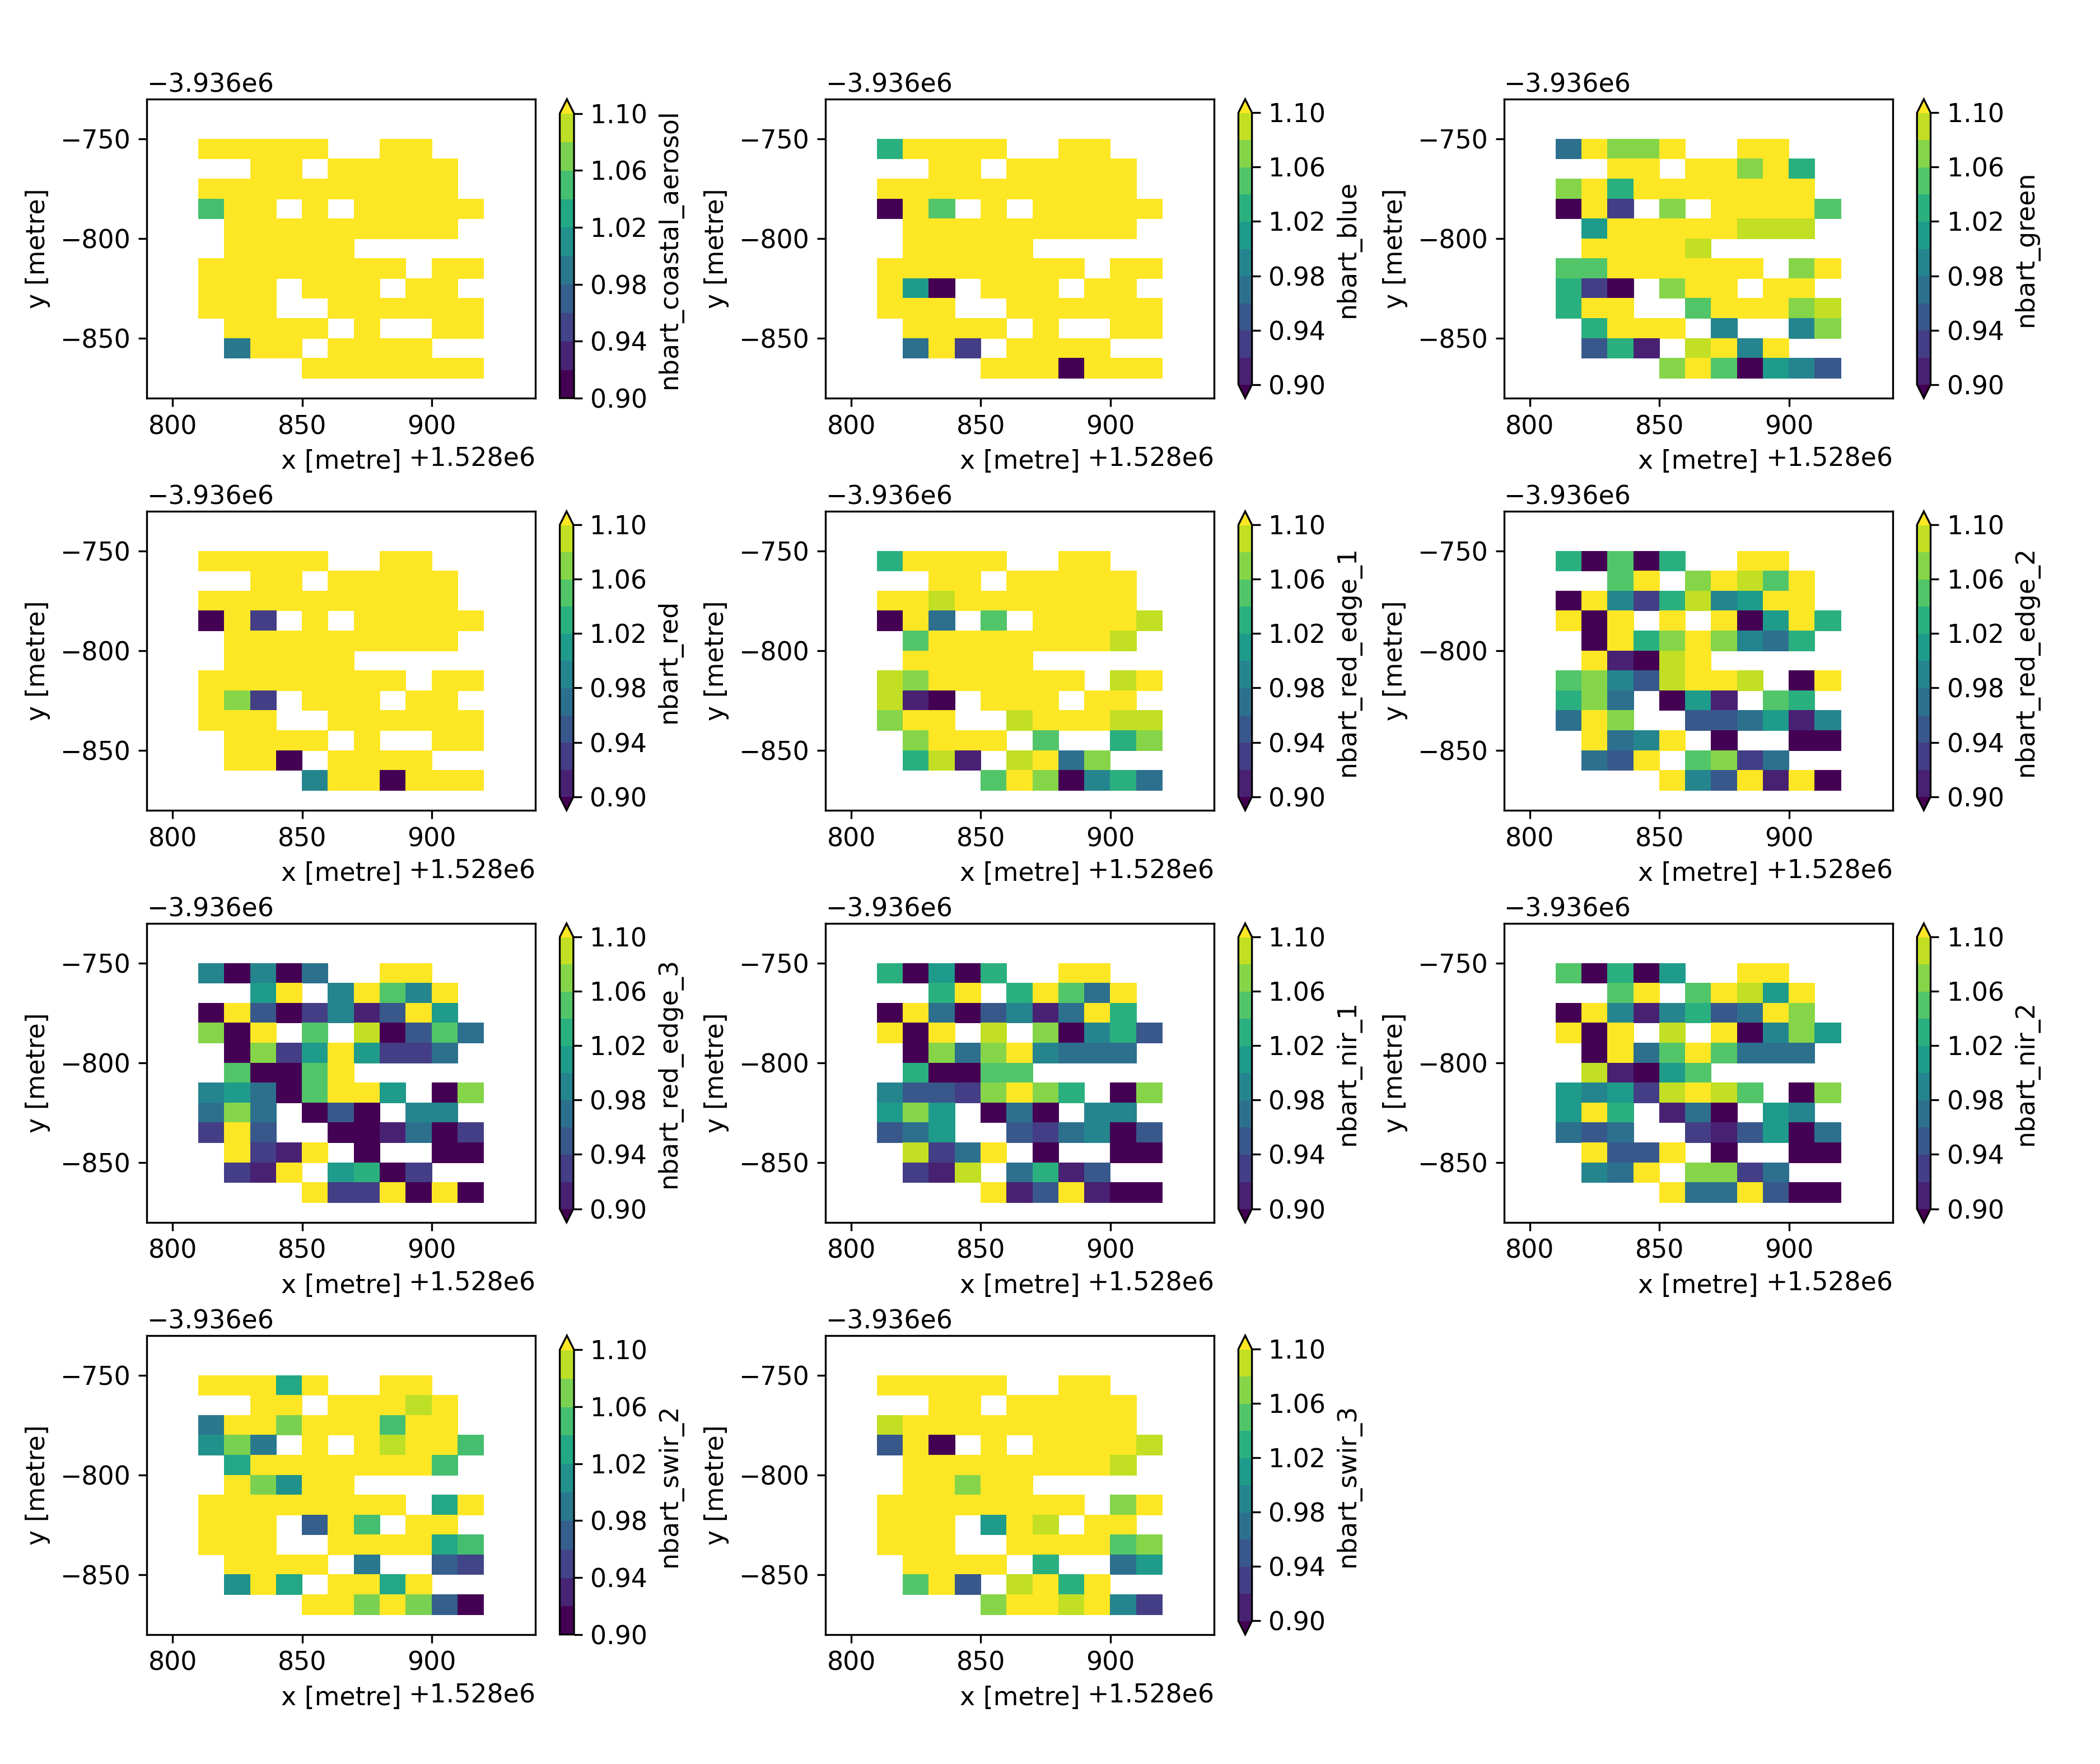 −3.936e6
−750
−800
−850
y [metre]
800
850
900
x [metre]
+1.528e6
1.10
1.06
1.02
0.98
0.94
0.90
nbart_coastal_aerosol
−3.936e6
−750
−800
−850
y [metre]
800
850
900
x [metre]
+1.528e6
1.10
1.06
1.02
0.98
0.94
0.90
nbart_blue
−3.936e6
−750
−800
−850
y [metre]
800
850
900
x [metre]
+1.528e6
1.10
1.06
1.02
0.98
0.94
0.90
nbart_green
−3.936e6
−750
−800
−850
y [metre]
800
850
900
x [metre]
+1.528e6
1.10
1.06
1.02
0.98
0.94
0.90
nbart_red
−3.936e6
−750
−800
−850
y [metre]
800
850
900
x [metre]
+1.528e6
1.10
1.06
1.02
0.98
0.94
0.90
nbart_red_edge_1
−3.936e6
−750
−800
−850
y [metre]
800
850
900
x [metre]
+1.528e6
1.10
1.06
1.02
0.98
0.94
0.90
nbart_red_edge_2
−3.936e6
−750
−800
−850
y [metre]
800
850
900
x [metre]
+1.528e6
1.10
1.06
1.02
0.98
0.94
0.90
nbart_red_edge_3
−3.936e6
−750
−800
−850
y [metre]
800
850
900
x [metre]
+1.528e6
1.10
1.06
1.02
0.98
0.94
0.90
nbart_nir_1
−3.936e6
−750
−800
−850
y [metre]
800
850
900
x [metre]
+1.528e6
1.10
1.06
1.02
0.98
0.94
0.90
nbart_nir_2
−3.936e6
−750
−800
−850
y [metre]
800
850
900
x [metre]
+1.528e6
1.10
1.06
1.02
0.98
0.94
0.90
nbart_swir_2
−3.936e6
−750
−800
−850
y [metre]
800
850
900
x [metre]
+1.528e6
1.10
1.06
1.02
0.98
0.94
0.90
nbart_swir_3